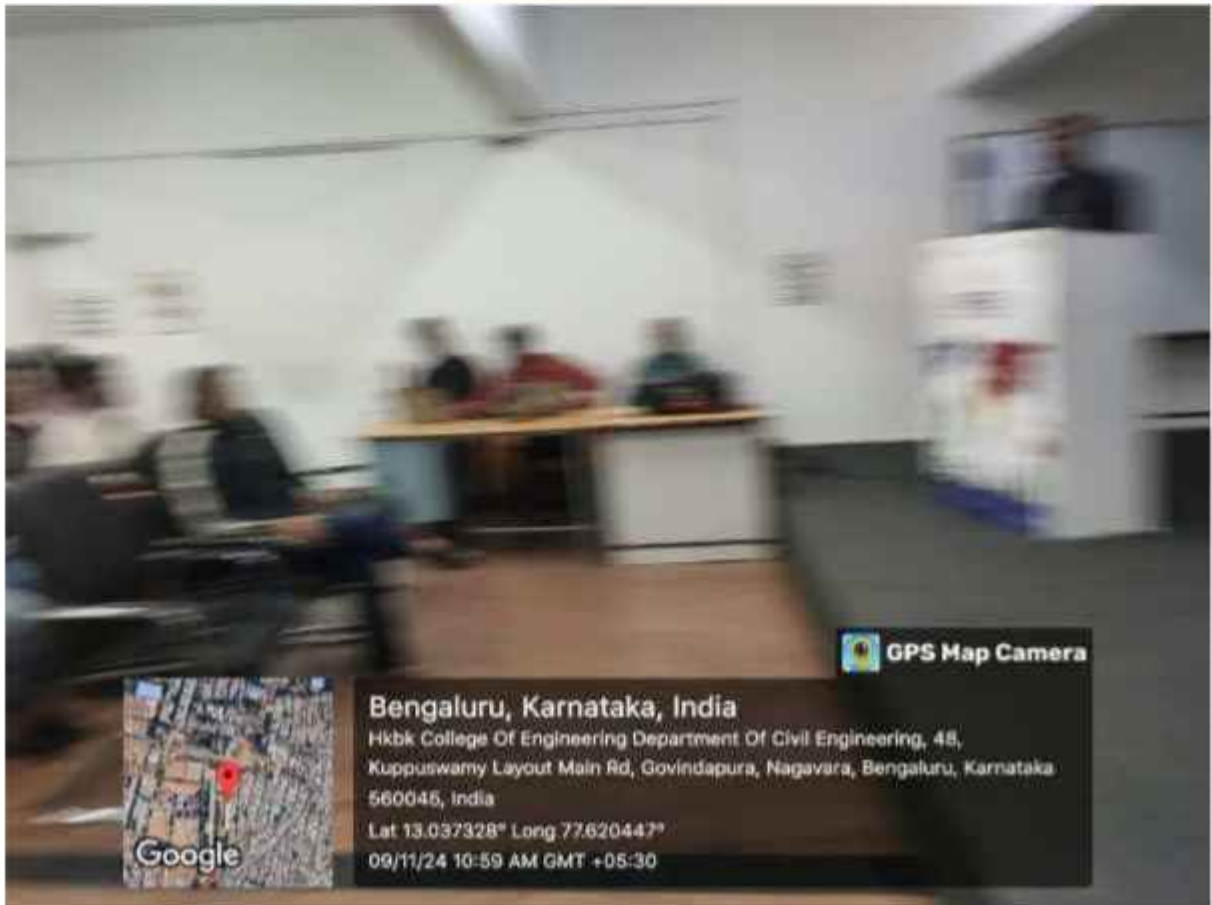 GPS Map Camera
Bengaluru, Karnataka, India
Hkbk College Of Engineering Department Of Civil Engineering, 48,
Kuppuswamy Layout Main Rd, Govindapura, Nagavara, Bengaluru, Karnataka
560045, India
Lat 13.037328° Long 77.620447°
09/11/24 10:59 AM GMT +05:30
Google